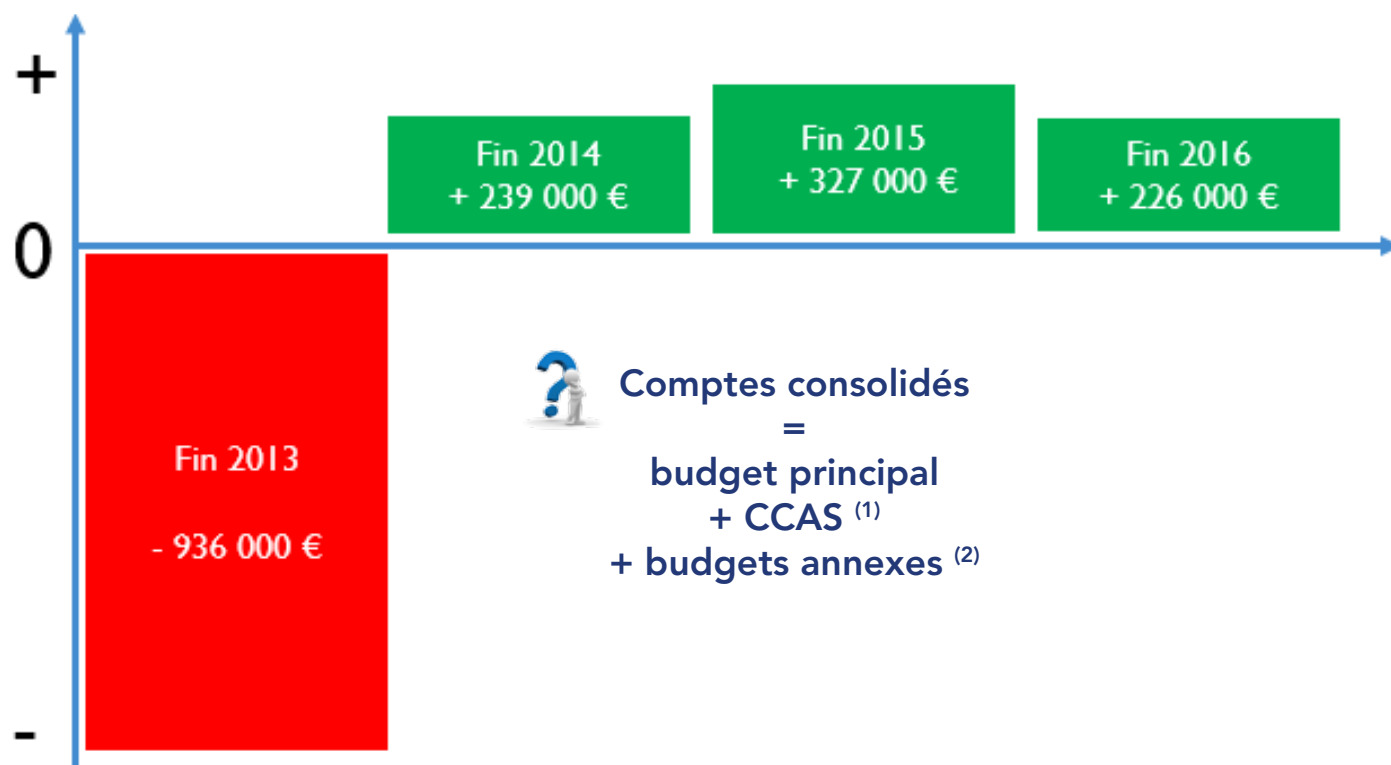 +
Fin 2014
+ 239 000 €
Fin 2015
+ 327 000 €
Fin 2016
+ 226 000 €
0
Fin 2013
- 936 000 €
?
Comptes consolidés
=
budget principal
+ CCAS (1)
+ budgets annexes (2)
-